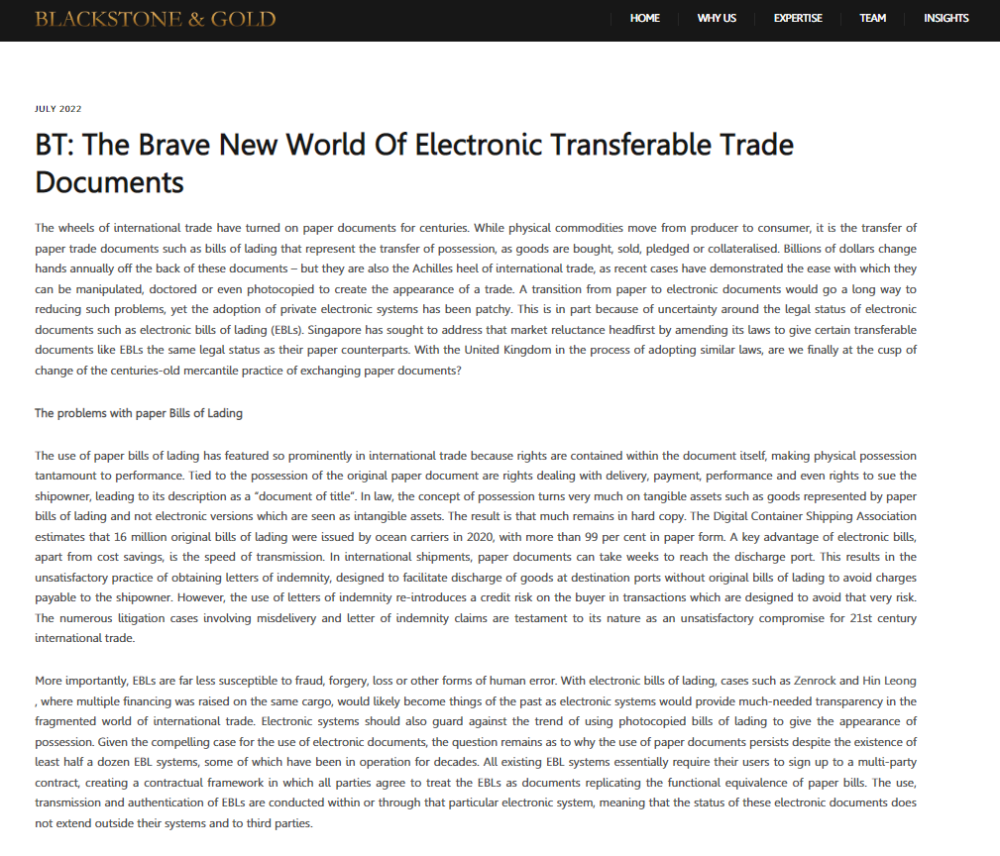 BLACKSTONE & GOLD
HOME
WHY US
EXPERTISE
TEAM
INSIGHTS
JULY 2022
BT: The Brave New World Of Electronic Transferable Trade
Documents
The wheels of international trade have turned on paper documents for centuries. While physical commodities move from producer to consumer, it is the transfer of
paper trade documents such as bills of lading that represent the transfer of possession, as goods are bought, sold, pledged or collateralised. Billions of dollars change
hands annually off the back of these documents – but they are also the Achilles heel of international trade, as recent cases have demonstrated the ease with which they
can be manipulated, doctored or even photocopied to create the appearance of a trade. A transition from paper to electronic documents would go a long way to
reducing such problems, yet the adoption of private electronic systems has been patchy. This is in part because of uncertainty around the legal status of electronic
documents such as electronic bills of lading (EBLs). Singapore has sought to address that market reluctance headfirst by amending its laws to give certain transferable
documents like EBLs the same legal status as their paper counterparts. With the United Kingdom in the process of adopting similar laws, are we finally at the cusp of
change of the centuries-old mercantile practice of exchanging paper documents?
The problems with paper Bills of Lading
The use of paper bills of lading has featured so prominently in international trade because rights are contained within the document itself, making physical possession
tantamount to performance. Tied to the possession of the original paper document are rights dealing with delivery, payment, performance and even rights to sue the
shipowner, leading to its description as a “document of title”. In law, the concept of possession turns very much on tangible assets such as goods represented by paper
bills of lading and not electronic versions which are seen as intangible assets. The result is that much remains in hard copy. The Digital Container Shipping Association
estimates that 16 million original bills of lading were issued by ocean carriers in 2020, with more than 99 per cent in paper form. A key advantage of electronic bills,
apart from cost savings, is the speed of transmission. In international shipments, paper documents can take weeks to reach the discharge port. This results in the
unsatisfactory practice of obtaining letters of indemnity, designed to facilitate discharge of goods at destination ports without original bills of lading to avoid charges
payable to the shipowner. However, the use of letters of indemnity re-introduces a credit risk on the buyer in transactions which are designed to avoid that very risk.
The numerous litigation cases involving misdelivery and letter of indemnity claims are testament to its nature as an unsatisfactory compromise for 21st century
international trade.
More importantly, EBLs are far less susceptible to fraud, forgery, loss or other forms of human error. With electronic bills of lading, cases such as Zenrock and Hin Leong
, where multiple financing was raised on the same cargo, would likely become things of the past as electronic systems would provide much-needed transparency in the
fragmented world of international trade. Electronic systems should also guard against the trend of using photocopied bills of lading to give the appearance of
possession. Given the compelling case for the use of electronic documents, the question remains as to why the use of paper documents persists despite the existence of
least half a dozen EBL systems, some of which have been in operation for decades. All existing EBL systems essentially require their users to sign up to a multi-party
contract, creating a contractual framework in which all parties agree to treat the EBLs as documents replicating the functional equivalence of paper bills. The use,
transmission and authentication of EBLs are conducted within or through that particular electronic system, meaning that the status of these electronic documents does
not extend outside their systems and to third parties.